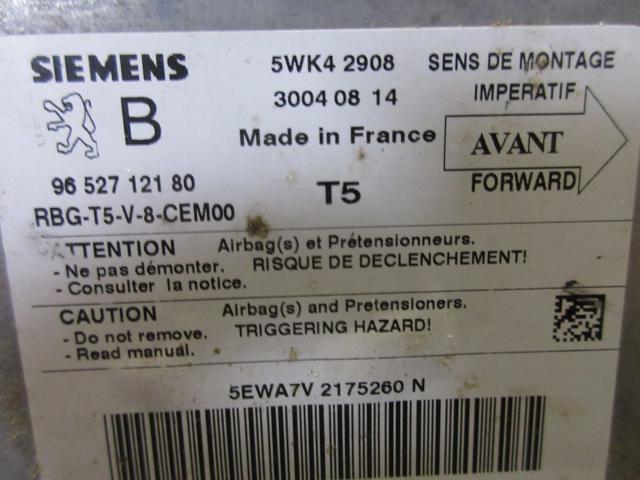 SIEMENS 5WK4 2908 SENS DE MONTAGE
B 3004 08 14 IMPERATIF
Made in France AVANT
96 527 121 80 T5 FORWARD
RBG-T5-V-8-CEM00
ATTENTION Airbag(s) et Prétensionneurs.
- Ne pas démonter. RISQUE DE DECLENCHEMENT!
- Consulter la notice.
CAUTION Airbag(s) and Pretensioners.
- Do not remove. TRIGGERING HAZARD!
- Read manual.
5EWA7V 2175260 N